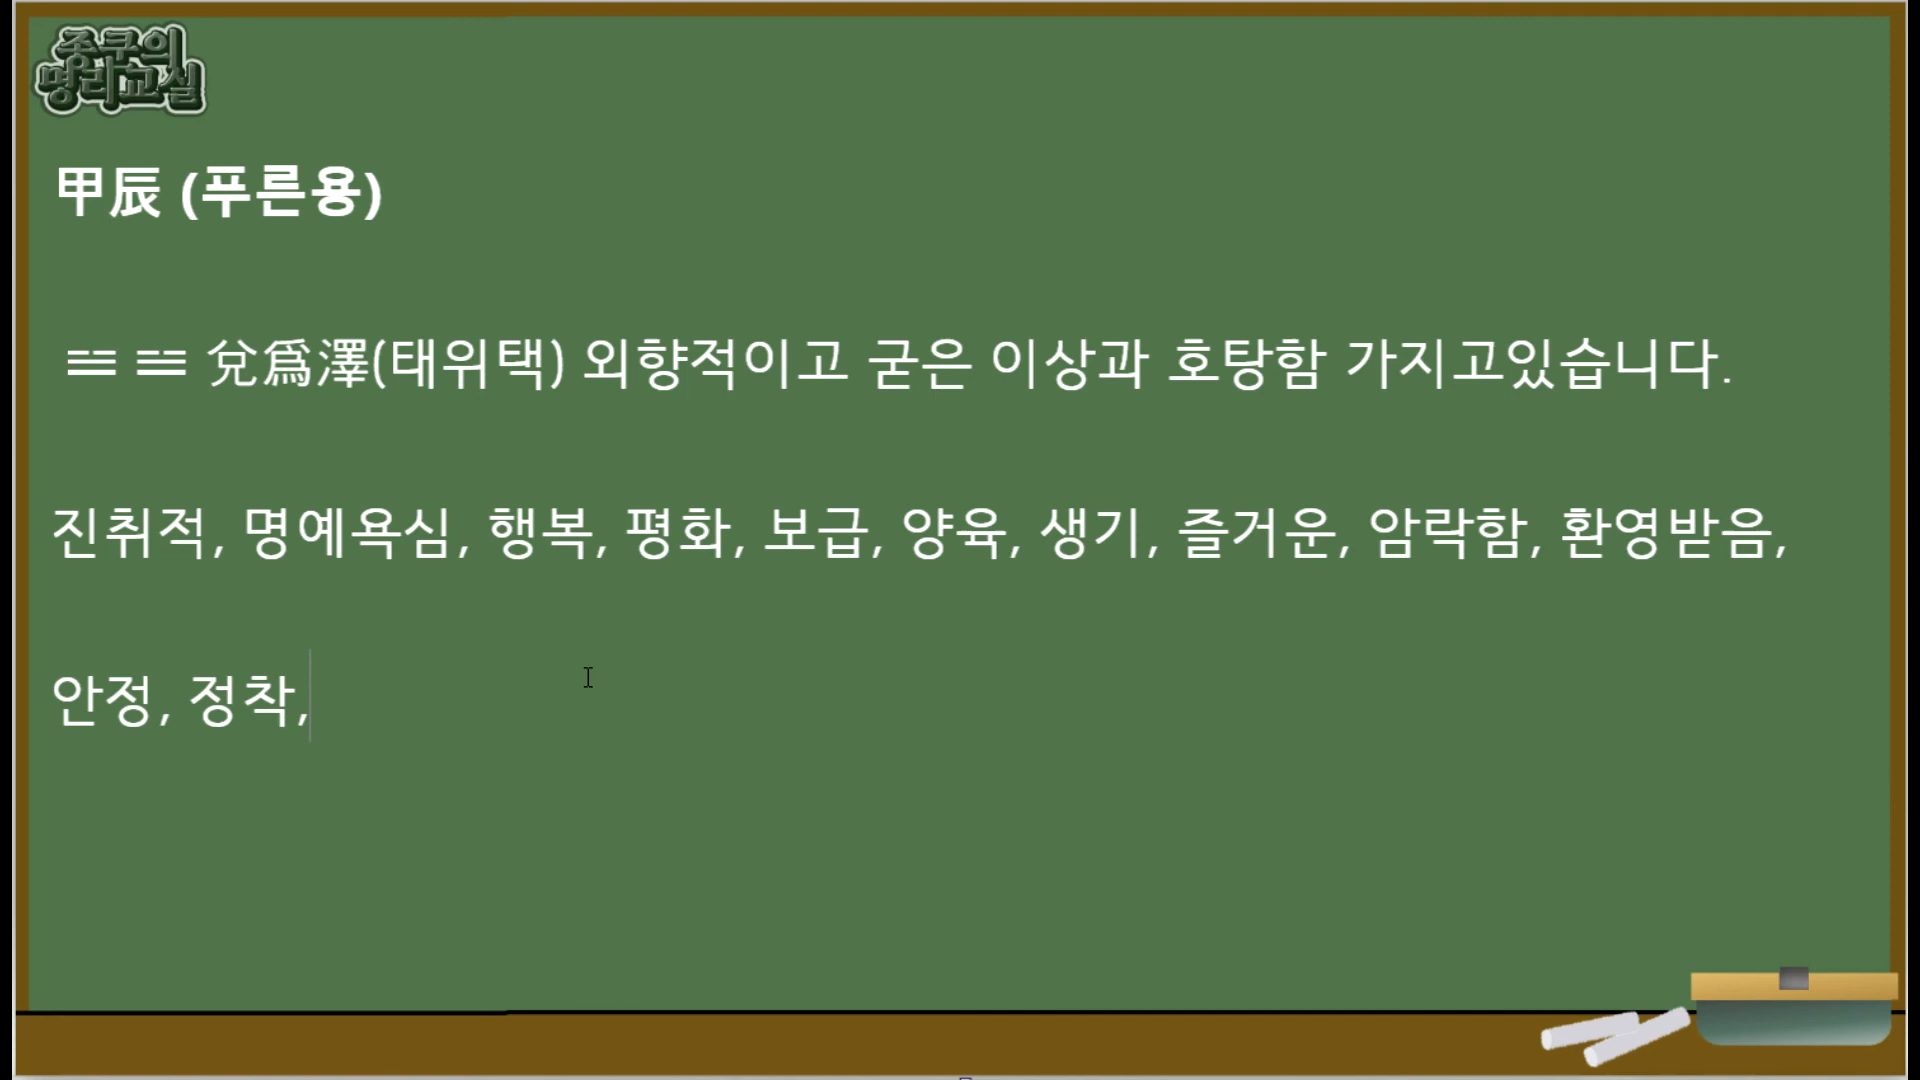 종쿠의
명리교실
甲辰 (푸른용)
☱ ☱ 兌爲澤(태위택) 외향적이고 굳은 이상과 호탕함 가지고있습니다.
진취적, 명예욕심, 행복, 평화, 보급, 양육, 생기, 즐거운, 암락함, 환영받음,
안정, 정착,